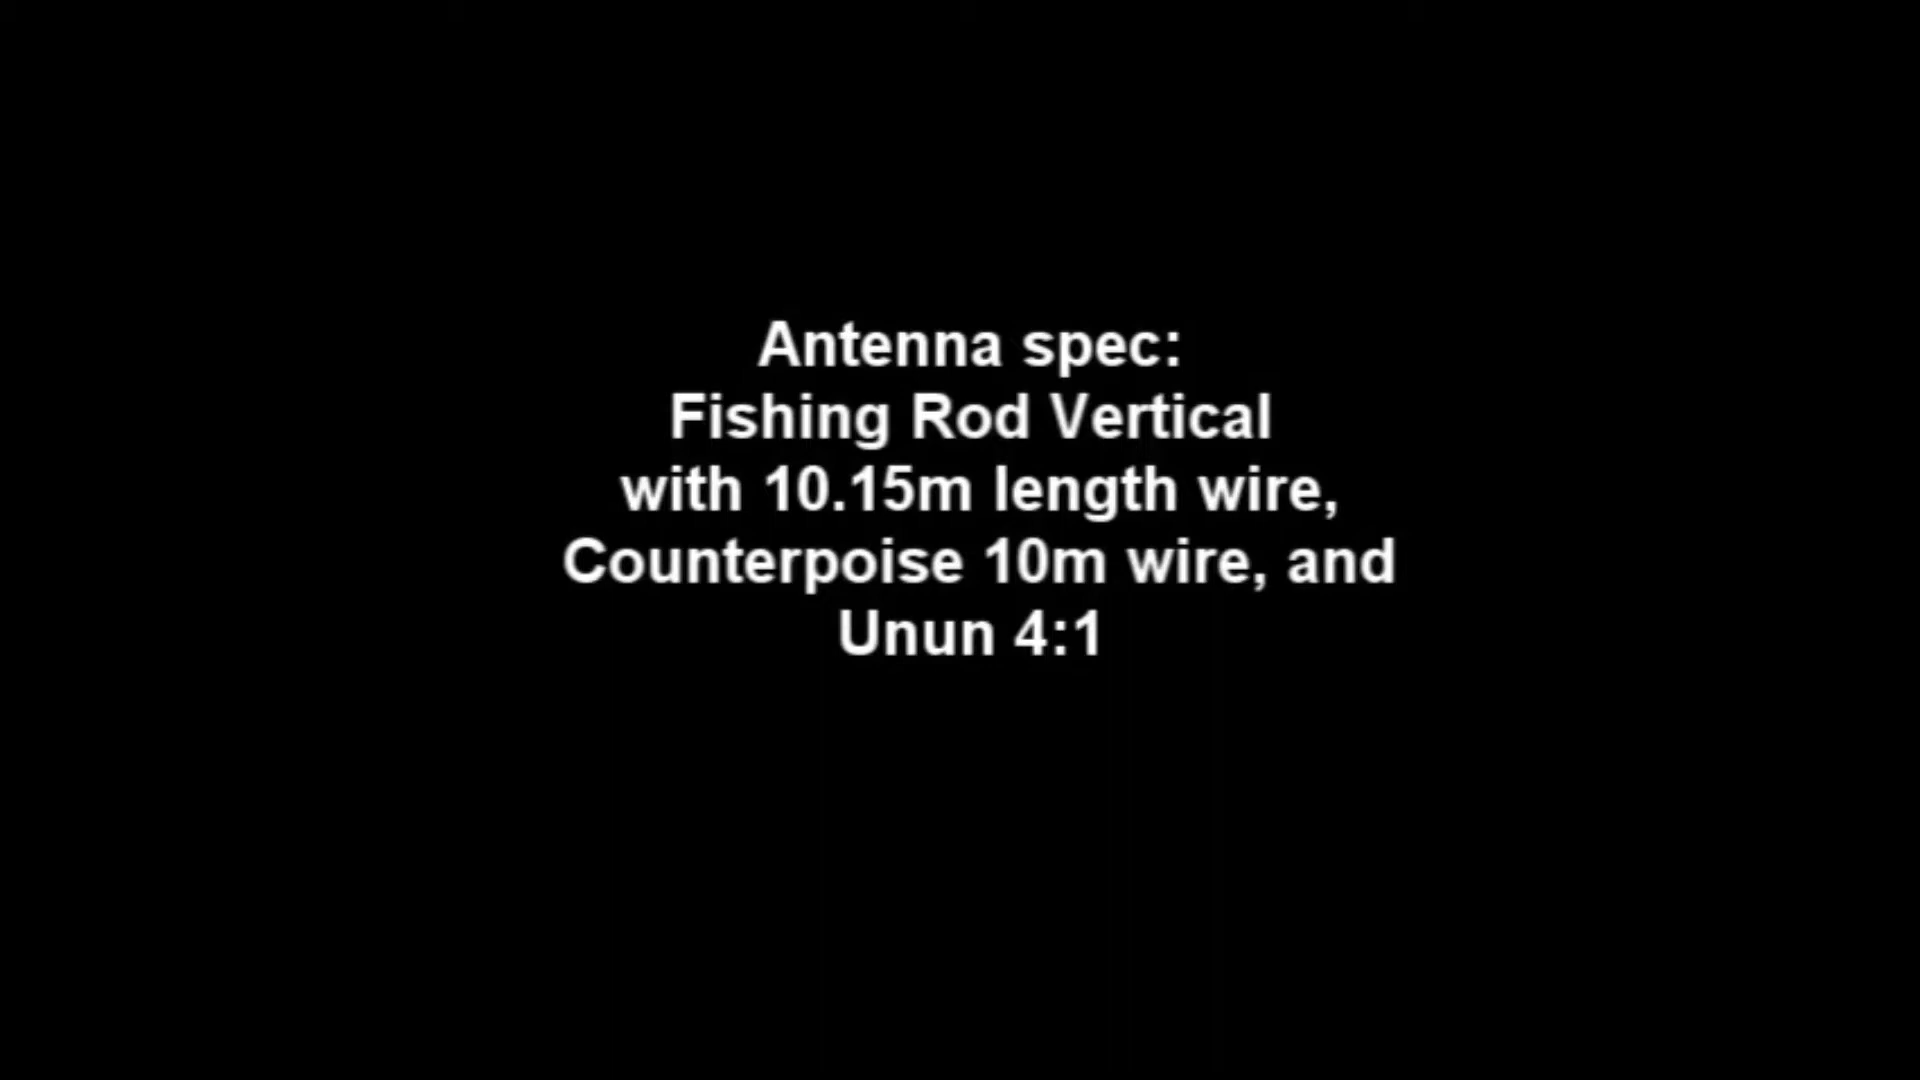 Antenna spec:
Fishing Rod Vertical
with 10.15m length wire,
Counterpoise 10m wire, and
Unun 4:1